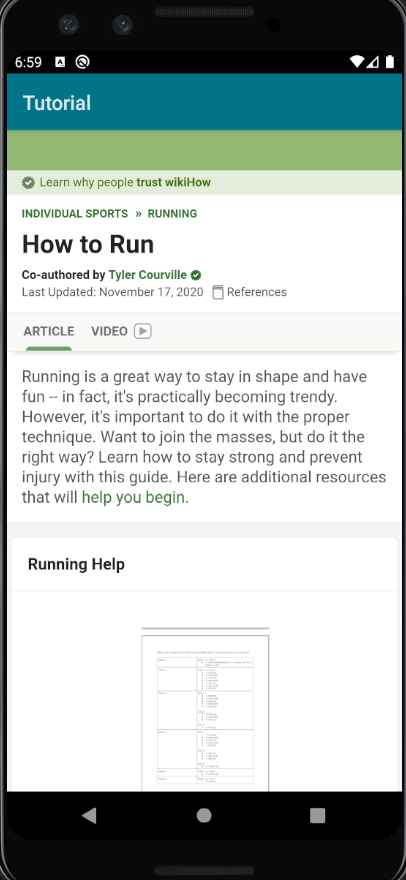 6:59
Tutorial
Learn why people trust wikiHow
INDIVIDUAL SPORTS » RUNNING
How to Run
Co-authored by Tyler Courville
Last Updated: November 17, 2020 References
ARTICLE VIDEO
Running is a great way to stay in shape and have
fun -- in fact, it's practically becoming trendy.
However, it's important to do it with the proper
technique. Want to join the masses, but do it the
right way? Learn how to stay strong and prevent
injury with this guide. Here are additional resources
that will help you begin.
Running Help